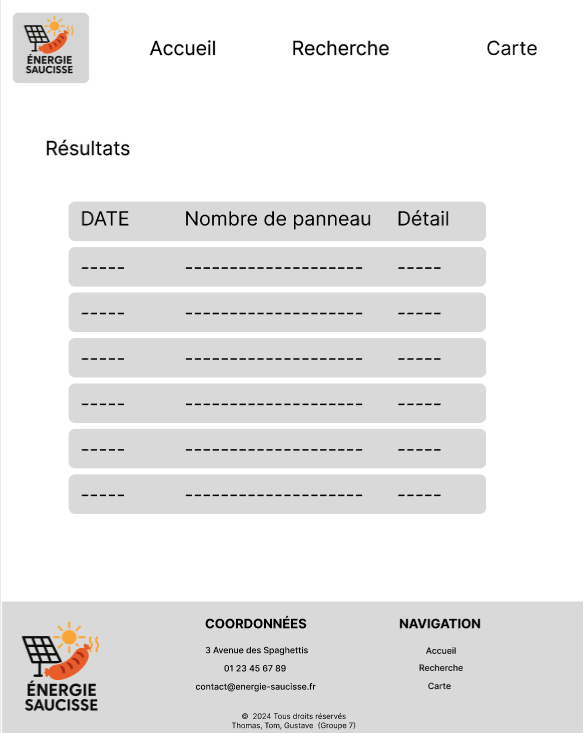 ÉNERGIE
SAUCISSE
Accueil Recherche Carte
Résultats
DATE Nombre de panneau Détail
----- -------------------- -----
----- -------------------- -----
----- -------------------- -----
----- -------------------- -----
----- -------------------- -----
----- -------------------- -----
ÉNERGIE
SAUCISSE
COORDONNÉES
3 Avenue des Spaghettis
01 23 45 67 89
contact@energie-saucisse.fr
NAVIGATION
Accueil
Recherche
Carte
© 2024 Tous droits réservés
Thomas, Tom, Gustave (Groupe 7)